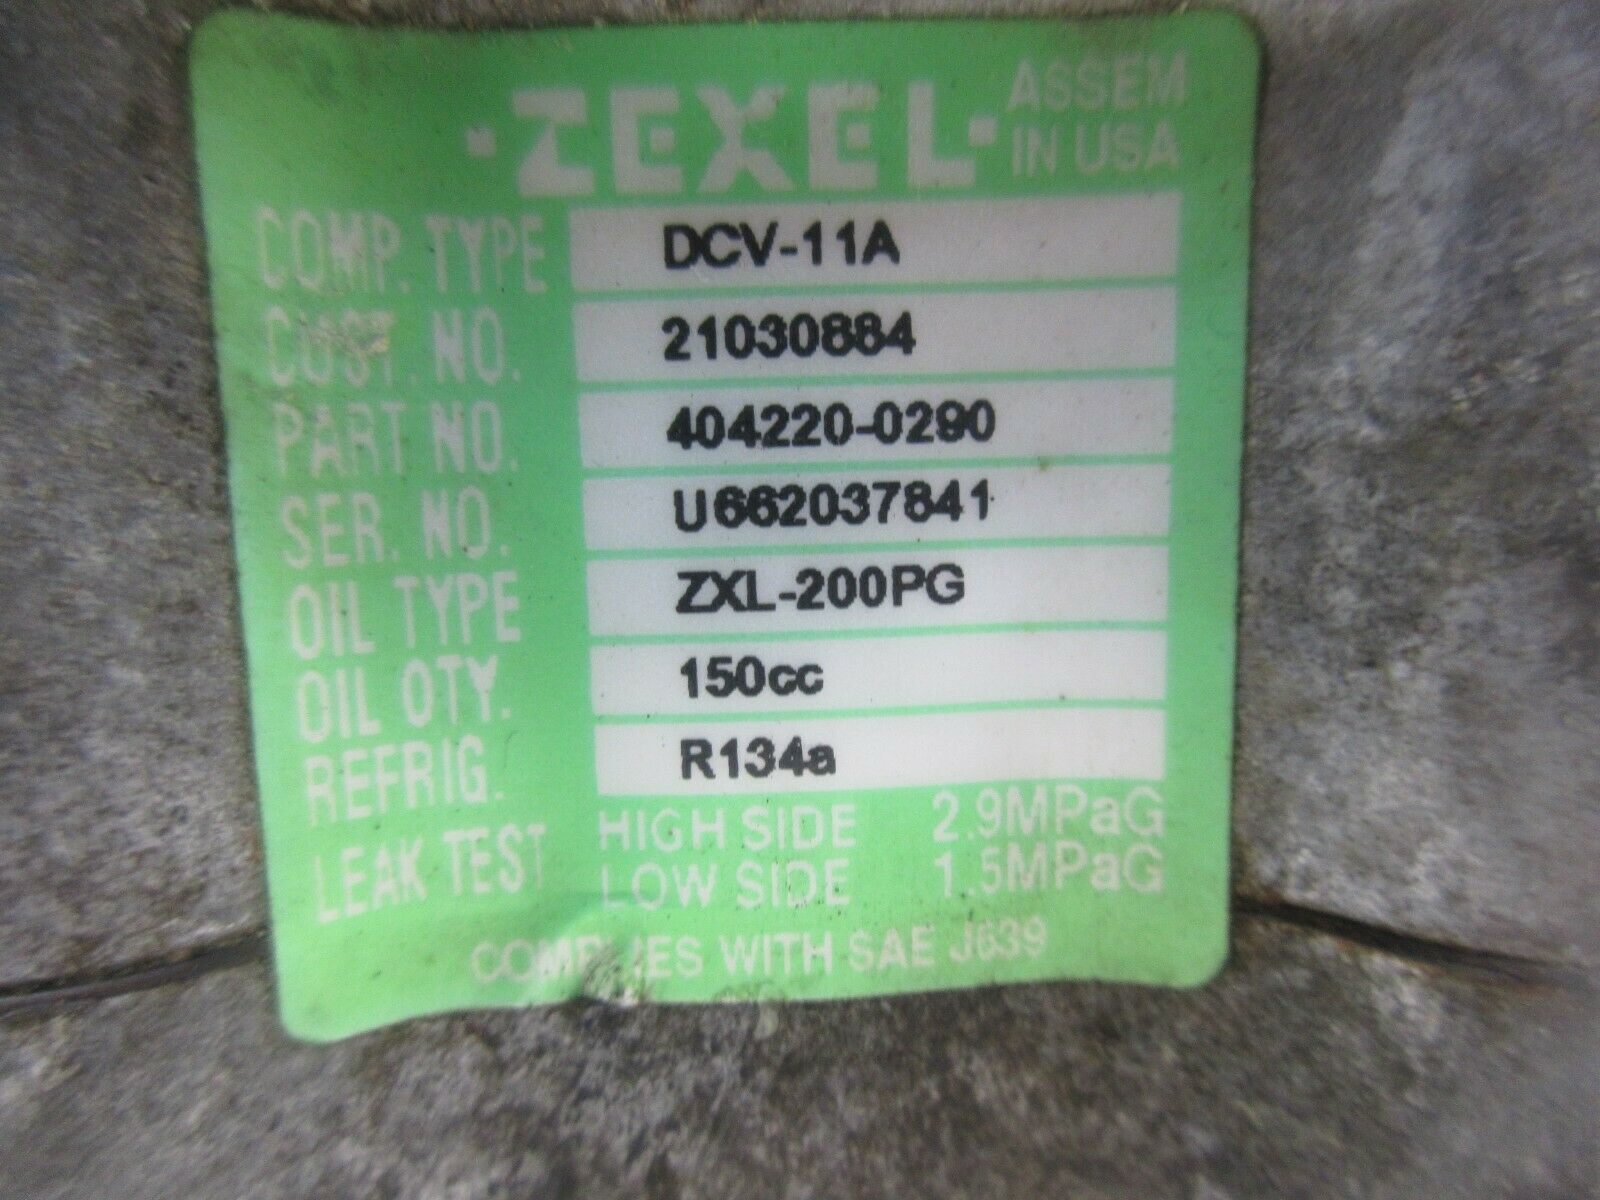 ·ZEXEL· ASSEM
IN USA
COMP. TYPE DCV-11A
CUST. NO. 21030884
PART NO. 404220-0290
SER. NO. U662037841
OIL TYPE ZXL-200PG
OIL QTY. 150cc
REFRIG. R134a
LEAK TEST HIGH SIDE 2.9MPaG
LOW SIDE 1.5MPaG
COMPLIES WITH SAE J639